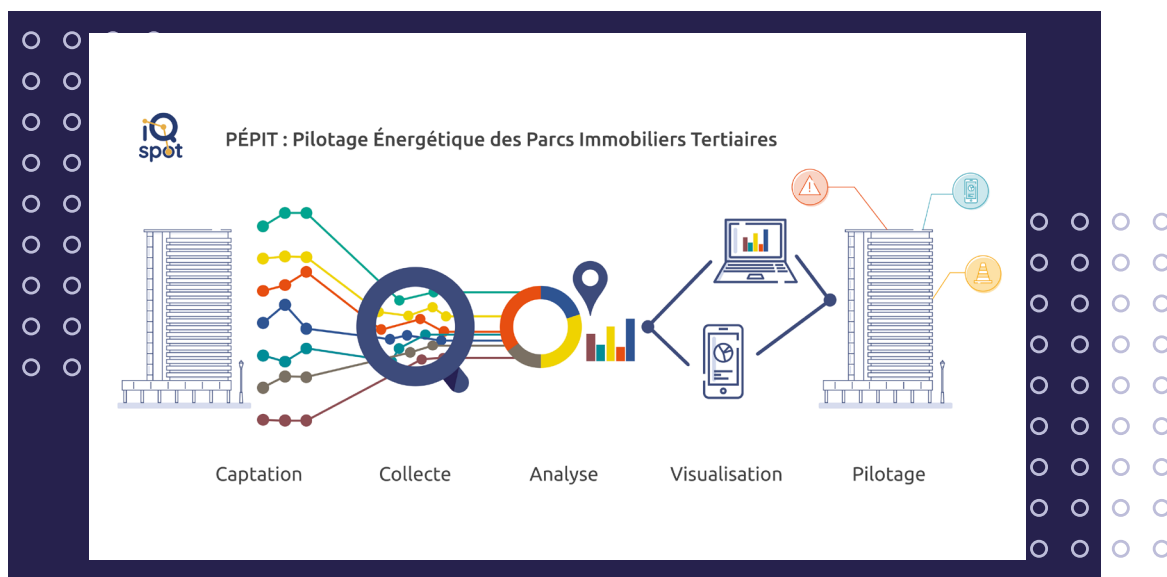 iQ
spot
PÉPIT : Pilotage Énergétique des Parcs Immobiliers Tertiaires
Captation
Collecte
Analyse
Visualisation
Pilotage